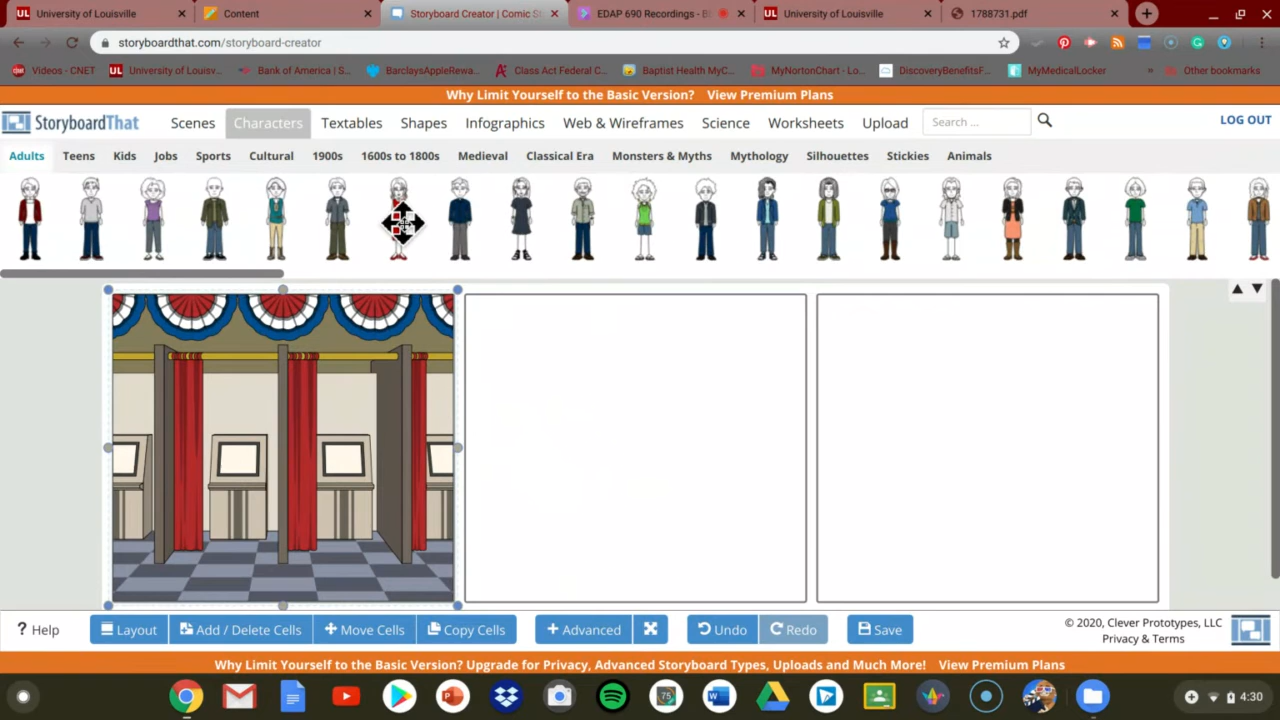 University of Louisville
Content
Storyboard Creator | Comic St
EDAP 690 Recordings - B
University of Louisville
1788731.pdf
storyboardthat.com/storyboard-creator
Videos - CNET
University of Louisv...
Bank of America | S...
BarclaysAppleRewa...
Class Act Federal C...
Baptist Health MyC...
MyNortonChart - Lo...
DiscoveryBenefitsF...
MyMedicalLocker
»
Other bookmarks
Why Limit Yourself to the Basic Version? View Premium Plans
StoryboardThat
Scenes
Characters
Textables
Shapes
Infographics
Web & Wireframes
Science
Worksheets
Upload
Search ...
LOG OUT
Adults
Teens
Kids
Jobs
Sports
Cultural
1900s
1600s to 1800s
Medieval
Classical Era
Monsters & Myths
Mythology
Silhouettes
Stickies
Animals
? Help
Layout
Add / Delete Cells
Move Cells
Copy Cells
Advanced
Undo
Redo
Save
© 2020, Clever Prototypes, LLC
Privacy & Terms
Why Limit Yourself to the Basic Version? Upgrade for Privacy, Advanced Storyboard Types, Uploads and Much More! View Premium Plans
75
4:30